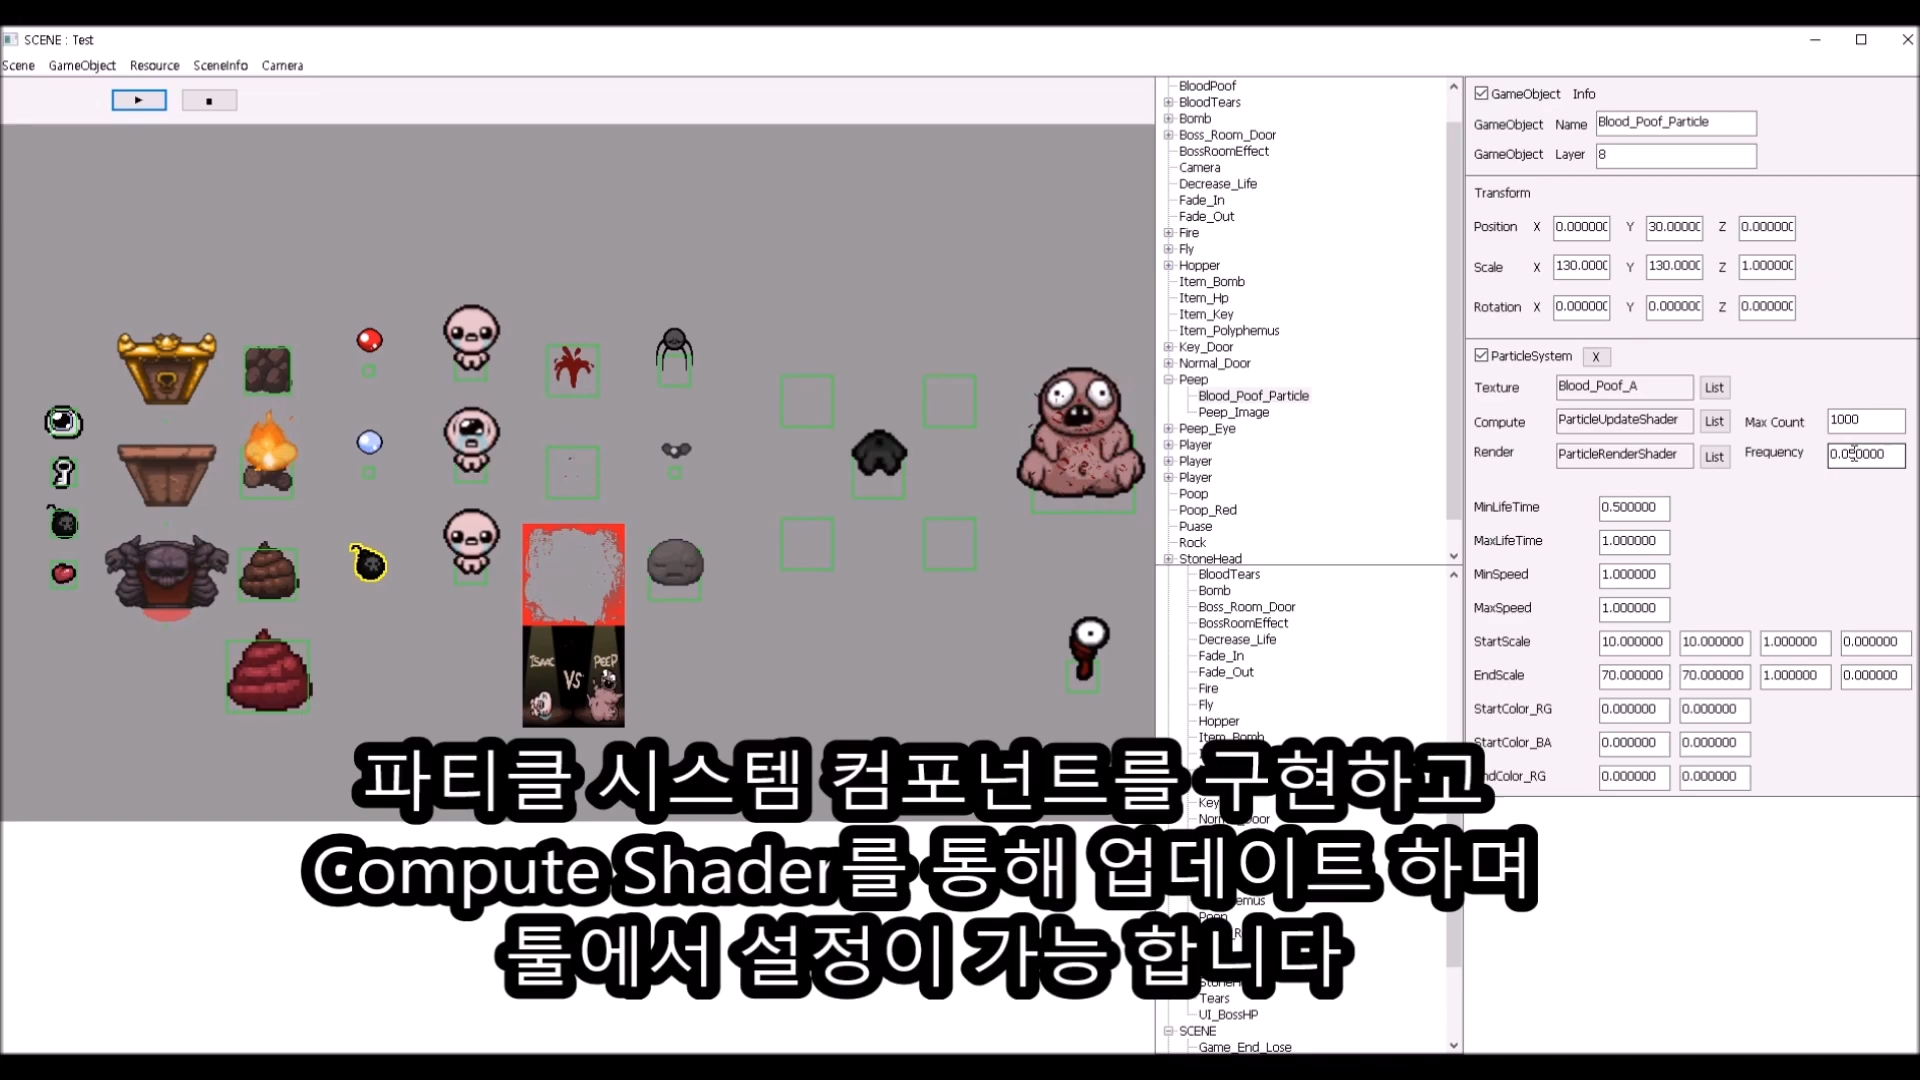 SCENE : Test
Scene GameObject Resource SceneInfo Camera
BloodPoof
BloodTears
Bomb
Boss_Room_Door
BossRoomEffect
Camera
Decrease_Life
Fade_In
Fade_Out
Fire
Fly
Hopper
Item_Bomb
Item_Hp
Item_Key
Item_Polyphemus
Key_Door
Normal_Door
Peep
Blood_Poof_Particle
Peep_Image
Peep_Eye
Player
Player
Player
Poop
Poop_Red
Puase
Rock
StoneHead
BloodTears
Bomb
Boss_Room_Door
BossRoomEffect
Decrease_Life
Fade_In
Fade_Out
Fire
Fly
Hopper
Item_Bomb
Tears
UI_BossHP
SCENE
Game_End_Lose
GameObject Info
GameObject Name Blood_Poof_Particle
GameObject Layer 8
Transform
Position X 0.000000 Y 30.00000 Z 0.000000
Scale X 130.0000 Y 130.0000 Z 1.000000
Rotation X 0.000000 Y 0.000000 Z 0.000000
ParticleSystem X
Texture Blood_Poof_A List
Compute ParticleUpdateShader List Max Count 1000
Render ParticleRenderShader List Frequency
MinLifeTime 0.500000
MaxLifeTime 1.000000
MinSpeed 1.000000
MaxSpeed 1.000000
StartScale 10.000000 10.000000 1.000000 0.000000
EndScale 70.000000 70.000000 1.000000 0.000000
StartColor_RG 0.000000 0.000000
StartColor_BA 0.000000 0.000000
EndColor_RG 0.000000 0.000000
ISAAC VS PEEP
파티클 시스템 컴포넌트를 구현하고
Compute Shader를 통해 업데이트 하며
툴에서 설정이 가능 합니다